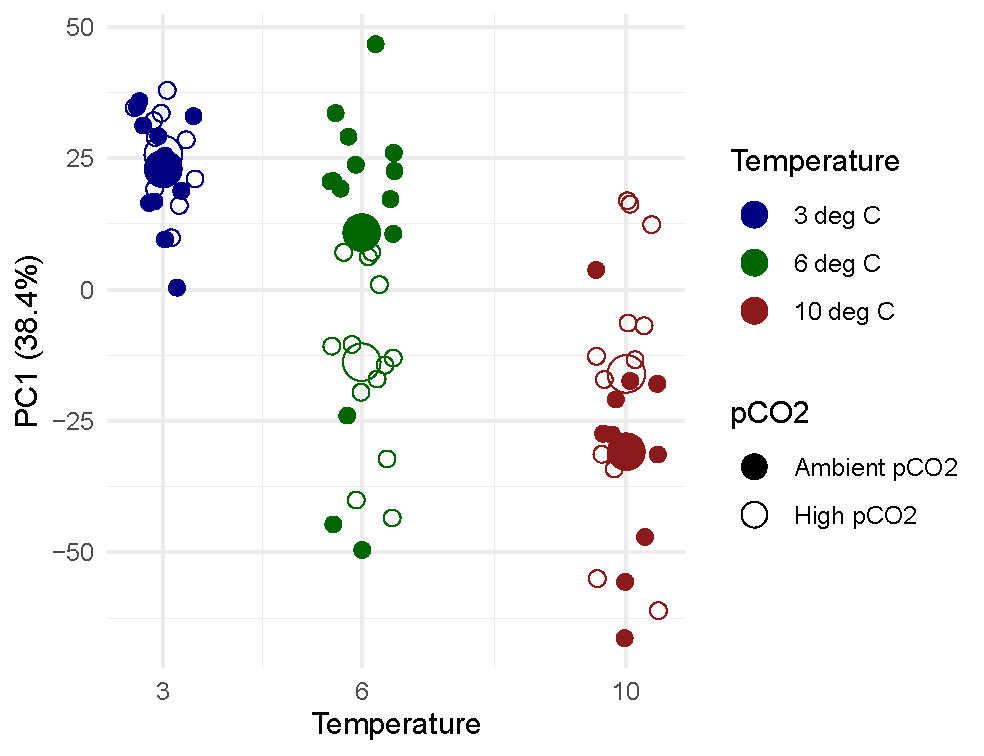 50
25
0
−25
−50
PC1 (38.4%)
3
6
10
Temperature
Temperature
3 deg C
6 deg C
10 deg C
pCO2
Ambient pCO2
High pCO2